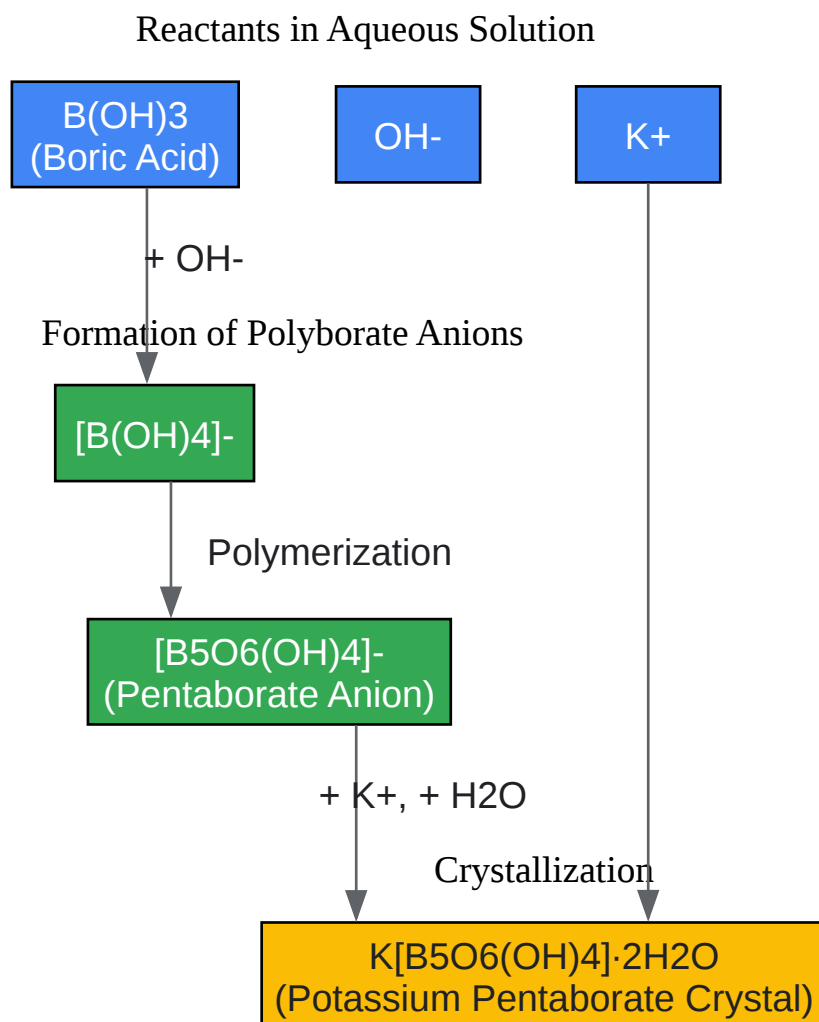 Reactants in Aqueous Solution
B(OH)3
(Boric Acid)
OH-
K+
+ OH-
Formation of Polyborate Anions
[B(OH)4]-
Polymerization
[B5O6(OH)4]-
(Pentaborate Anion)
+ K+, + H2O
Crystallization
K[B5O6(OH)4]·2H2O
(Potassium Pentaborate Crystal)